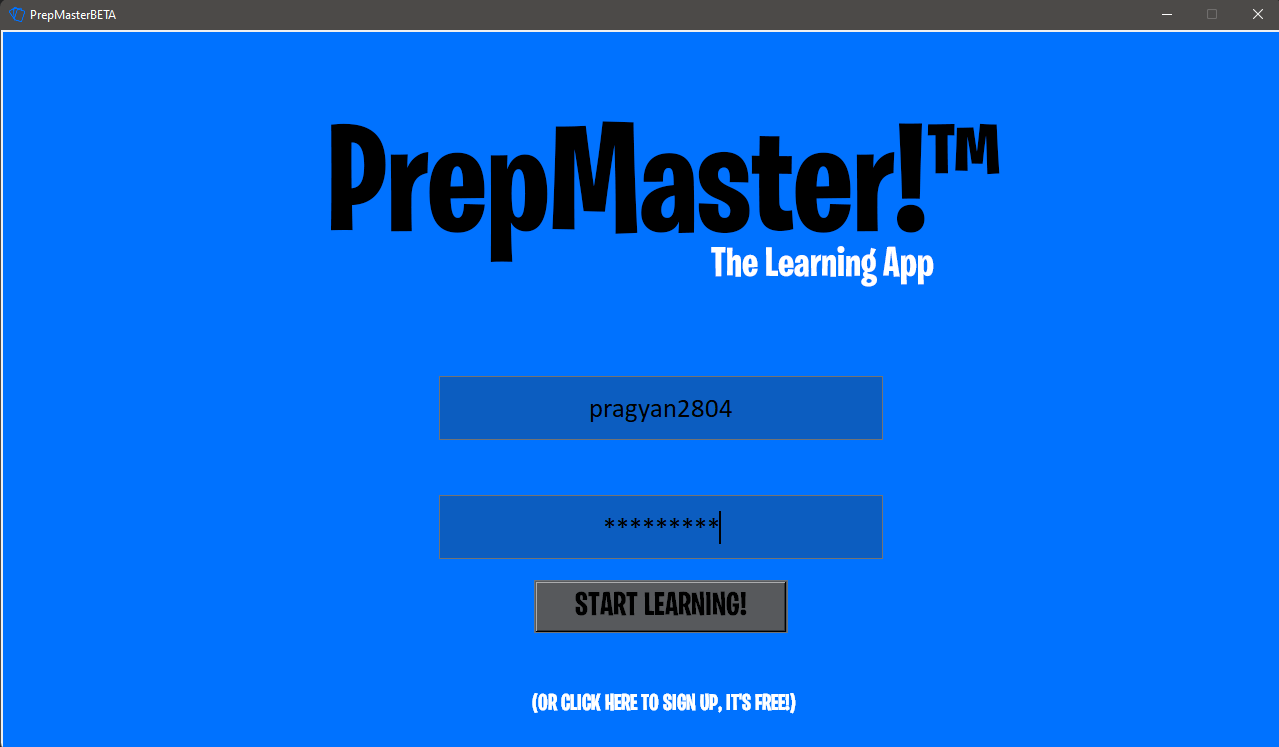 PrepMasterBETA
PrepMaster!™
The Learning App
pragyan2804
*********
START LEARNING!
(OR CLICK HERE TO SIGN UP, IT'S FREE!)